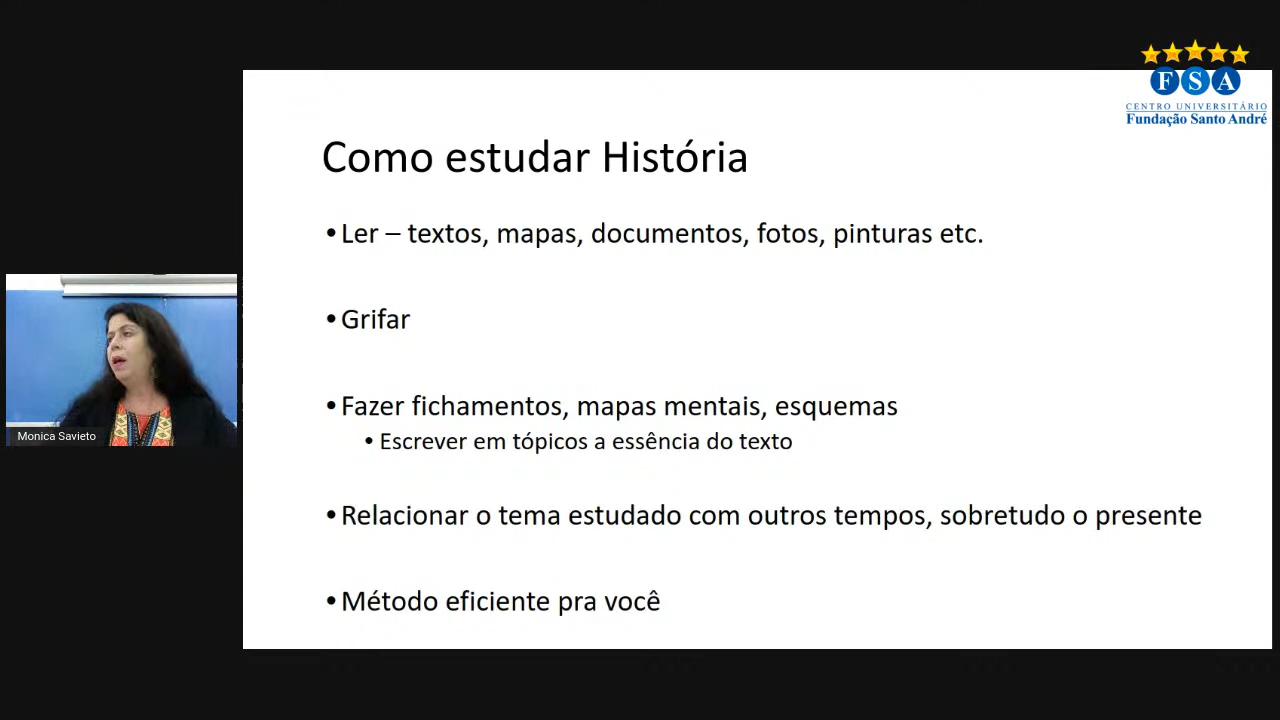 FSA
CENTRO UNIVERSITÁRIO
Fundação Santo André
Como estudar História
•Ler – textos, mapas, documentos, fotos, pinturas etc.
•Grifar
•Fazer fichamentos, mapas mentais, esquemas
•Escrever em tópicos a essência do texto
•Relacionar o tema estudado com outros tempos, sobretudo o presente
•Método eficiente pra você
Monica Savieto